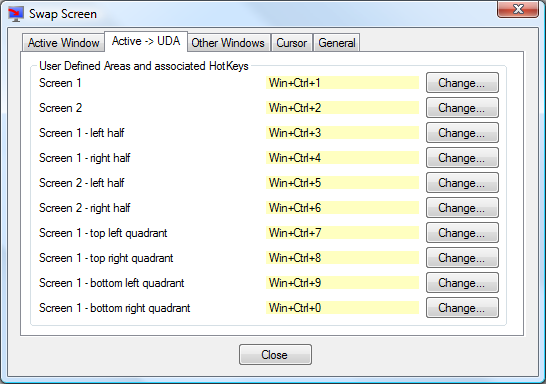 Swap Screen
Active Window Active -> UDA Other Windows Cursor General
User Defined Areas and associated HotKeys
Screen 1 Win+Ctrl+1 Change...
Screen 2 Win+Ctrl+2 Change...
Screen 1 - left half Win+Ctrl+3 Change...
Screen 1 - right half Win+Ctrl+4 Change...
Screen 2 - left half Win+Ctrl+5 Change...
Screen 2 - right half Win+Ctrl+6 Change...
Screen 1 - top left quadrant Win+Ctrl+7 Change...
Screen 1 - top right quadrant Win+Ctrl+8 Change...
Screen 1 - bottom left quadrant Win+Ctrl+9 Change...
Screen 1 - bottom right quadrant Win+Ctrl+0 Change...
Close